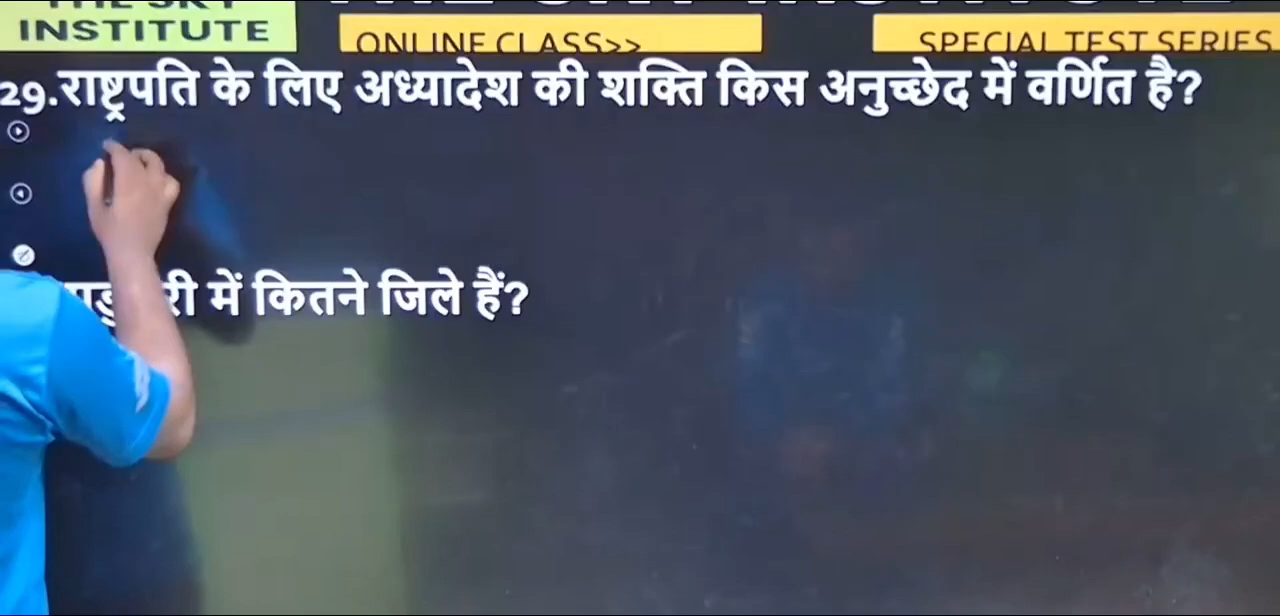 INSTITUTE
ONLINE CLASS>>
SPECIAL TEST SERIES
29.राष्ट्रपति के लिए अध्यादेश की शक्ति किस अनुच्छेद में वर्णित है?
में कितने जिले हैं?